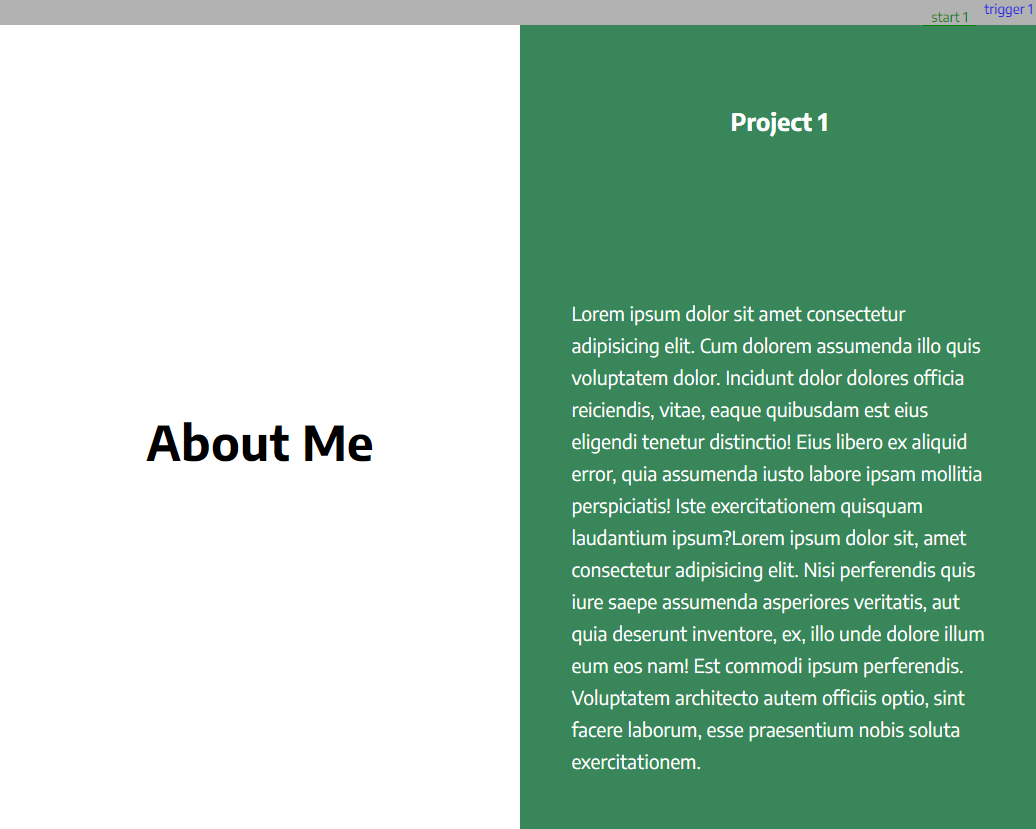 start 1
trigger 1
Project 1
About Me
Lorem ipsum dolor sit amet consectetur
adipisicing elit. Cum dolorem assumenda illo quis
voluptatem dolor. Incidunt dolor dolores officia
reiciendis, vitae, eaque quibusdam est eius
eligendi tenetur distinctio! Eius libero ex aliquid
error, quia assumenda iusto labore ipsam mollitia
perspiciatis! Iste exercitationem quisquam
laudantium ipsum?Lorem ipsum dolor sit, amet
consectetur adipisicing elit. Nisi perferendis quis
iure saepe assumenda asperiores veritatis, aut
quia deserunt inventore, ex, illo unde dolore illum
eum eos nam! Est commodi ipsum perferendis.
Voluptatem architecto autem officiis optio, sint
facere laborum, esse praesentium nobis soluta
exercitationem.